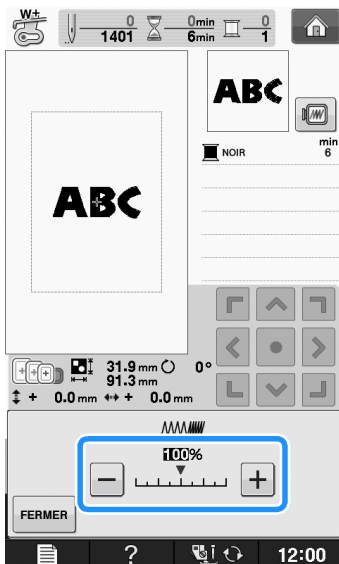 W±
0 0min 0
1401 6min 1
ABC
min
NOIR 6
ABC
31.9 mm 0°
91.3 mm
+ 0.0 mm + 0.0 mm
100%
− +
FERMER
? 12:00